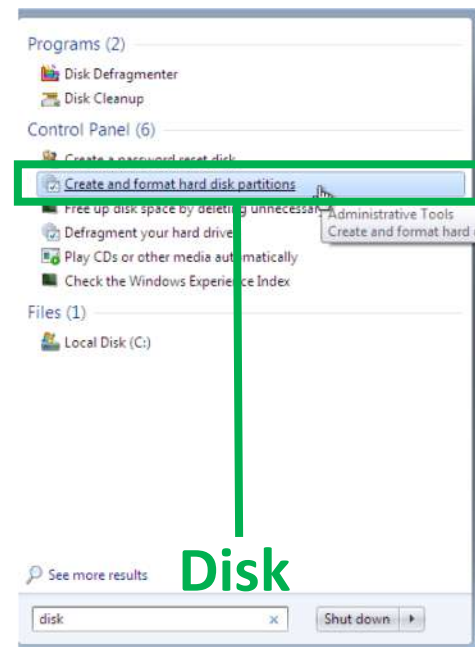 Programs (2)
Disk Defragmenter
Disk Cleanup
Control Panel (6)
Create a password reset disk
Create and format hard disk partitions
Free up disk space by deleting unnecessar
Administrative Tools
Defragment your hard drive
Create and format hard
Play CDs or other media automatically
Check the Windows Experience Index
Files (1)
Local Disk (C:)
See more results
Disk
disk
Shut down